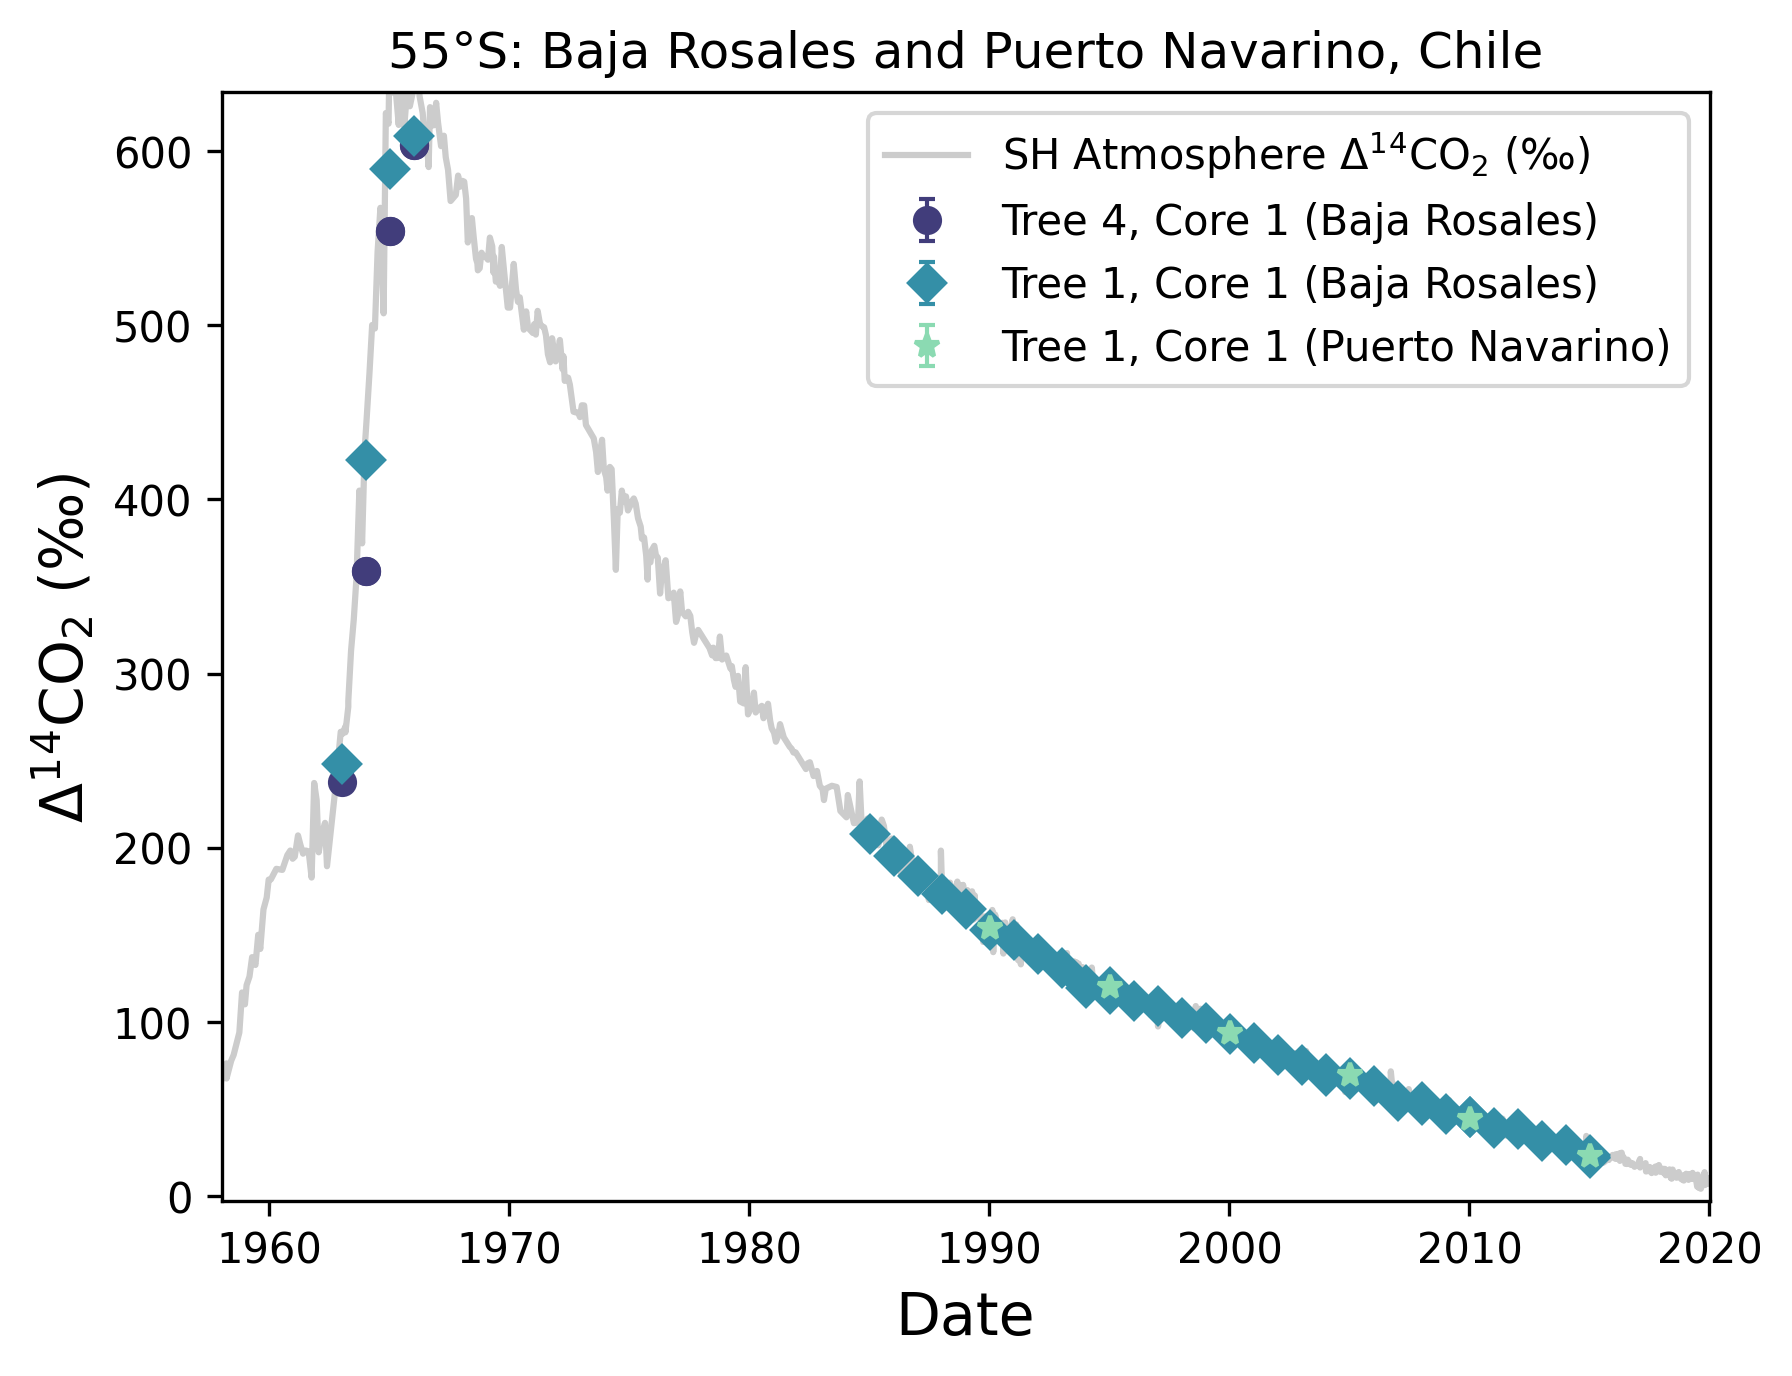 55°S: Baja Rosales and Puerto Navarino, Chile
SH Atmosphere Δ¹⁴CO₂ (‰)
Tree 4, Core 1 (Baja Rosales)
Tree 1, Core 1 (Baja Rosales)
Tree 1, Core 1 (Puerto Navarino)
Δ¹⁴CO₂ (‰)
600
500
400
300
200
100
0
1960 1970 1980 1990 2000 2010 2020
Date